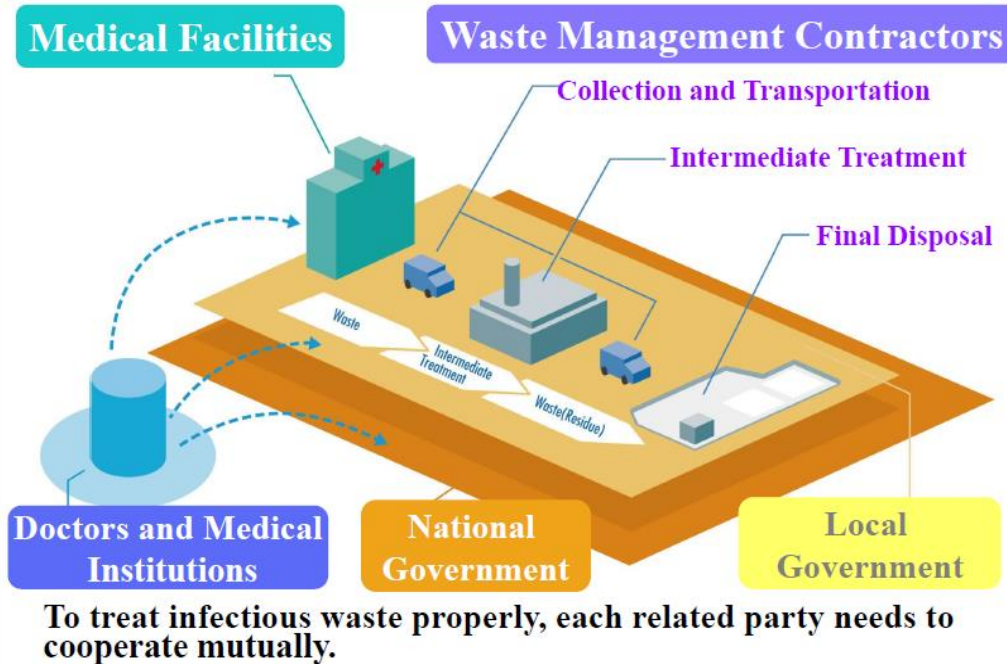 Medical Facilities
Waste Management Contractors
Collection and Transportation
Intermediate Treatment
Final Disposal
Waste
Intermediate
Treatment
Waste(Residue)
Doctors and Medical
Institutions
National
Government
Local
Government
To treat infectious waste properly, each related party needs to
cooperate mutually.